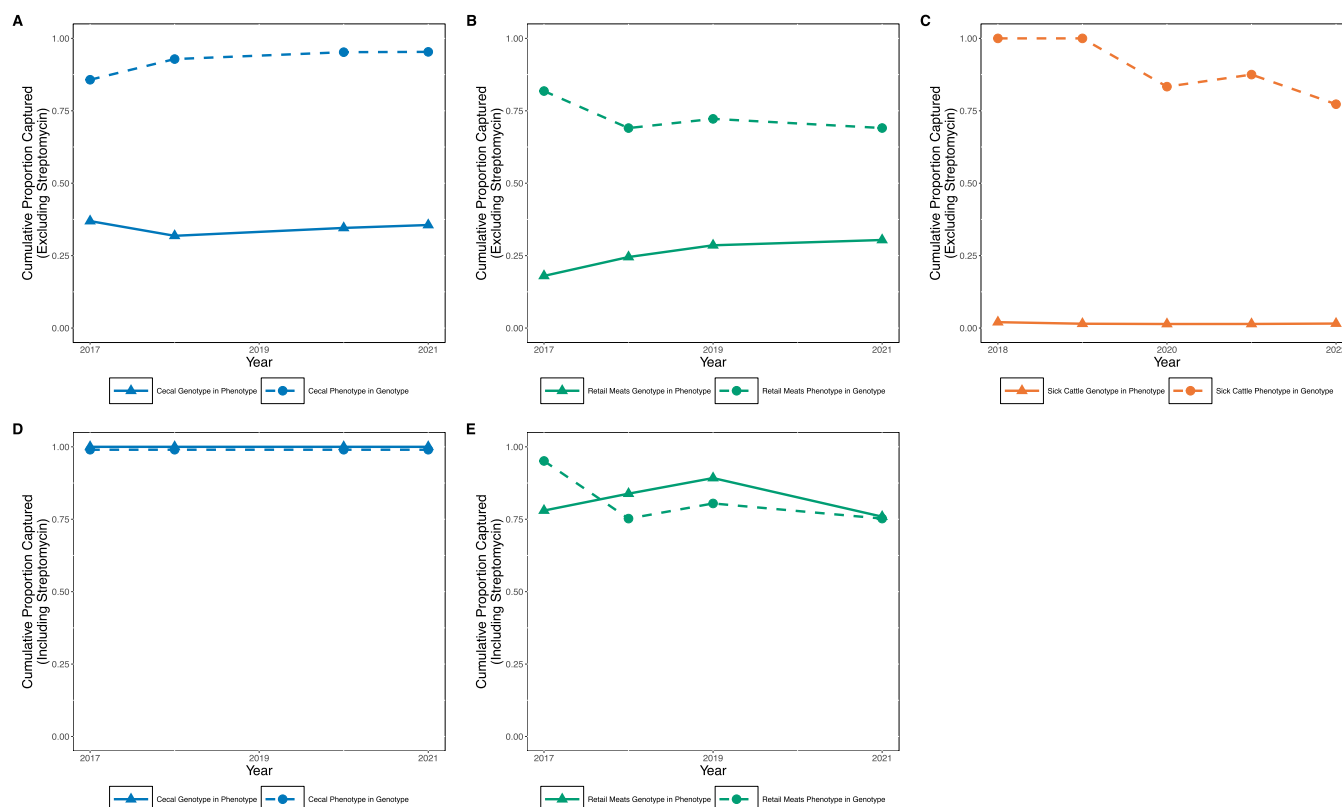 A
Cumulative Proportion Captured
(Excluding Streptomycin)
1.00
0.75
0.50
0.25
0.00
2017
2019
2021
Year
Cecal Genotype in Phenotype
Cecal Phenotype in Genotype
B
Cumulative Proportion Captured
(Excluding Streptomycin)
1.00
0.75
0.50
0.25
0.00
2017
2019
2021
Year
Retail Meats Genotype in Phenotype
Retail Meats Phenotype in Genotype
C
Cumulative Proportion Captured
(Excluding Streptomycin)
1.00
0.75
0.50
0.25
0.00
2018
2020
Year
Sick Cattle Genotype in Phenotype
Sick Cattle Phenotype in Genotype
D
Cumulative Proportion Captured
(Including Streptomycin)
1.00
0.75
0.50
0.25
0.00
2017
2019
2021
Year
Cecal Genotype in Phenotype
Cecal Phenotype in Genotype
E
Cumulative Proportion Captured
(Including Streptomycin)
1.00
0.75
0.50
0.25
0.00
2017
2019
2021
Year
Retail Meats Genotype in Phenotype
Retail Meats Phenotype in Genotype